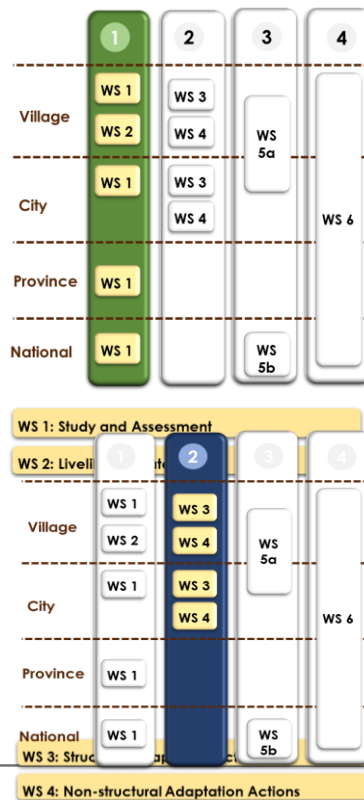 1 2 3 4
WS 1 WS 3
Village WS 2 WS 4 WS 5a
WS 1 WS 3
City WS 4 WS 6
Province WS 1
National WS 1 WS 5b
WS 1: Study and Assessment
WS 2:
1 2 3 4
WS 1 WS 3
Village WS 2 WS 4 WS 5a
WS 1 WS 3
City WS 4 WS 6
Province WS 1
National WS 1 WS 5b
WS 3:
WS 4: Non-structural Adaptation Actions